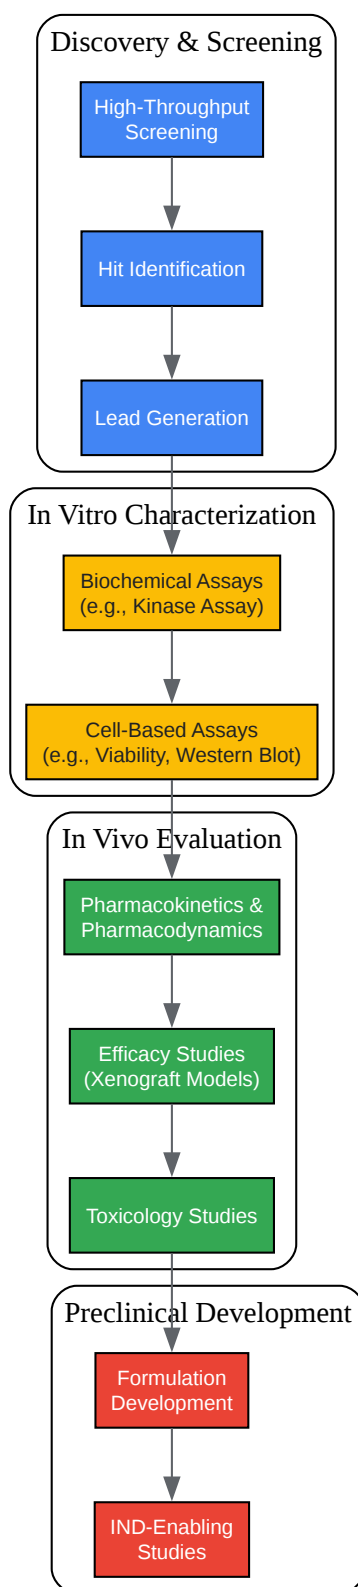 Discovery & Screening
High-Throughput
Screening
Hit Identification
Lead Generation
In Vitro Characterization
Biochemical Assays
(e.g., Kinase Assay)
Cell-Based Assays
(e.g., Viability, Western Blot)
In Vivo Evaluation
Pharmacokinetics &
Pharmacodynamics
Efficacy Studies
(Xenograft Models)
Toxicology Studies
Preclinical Development
Formulation
Development
IND-Enabling
Studies